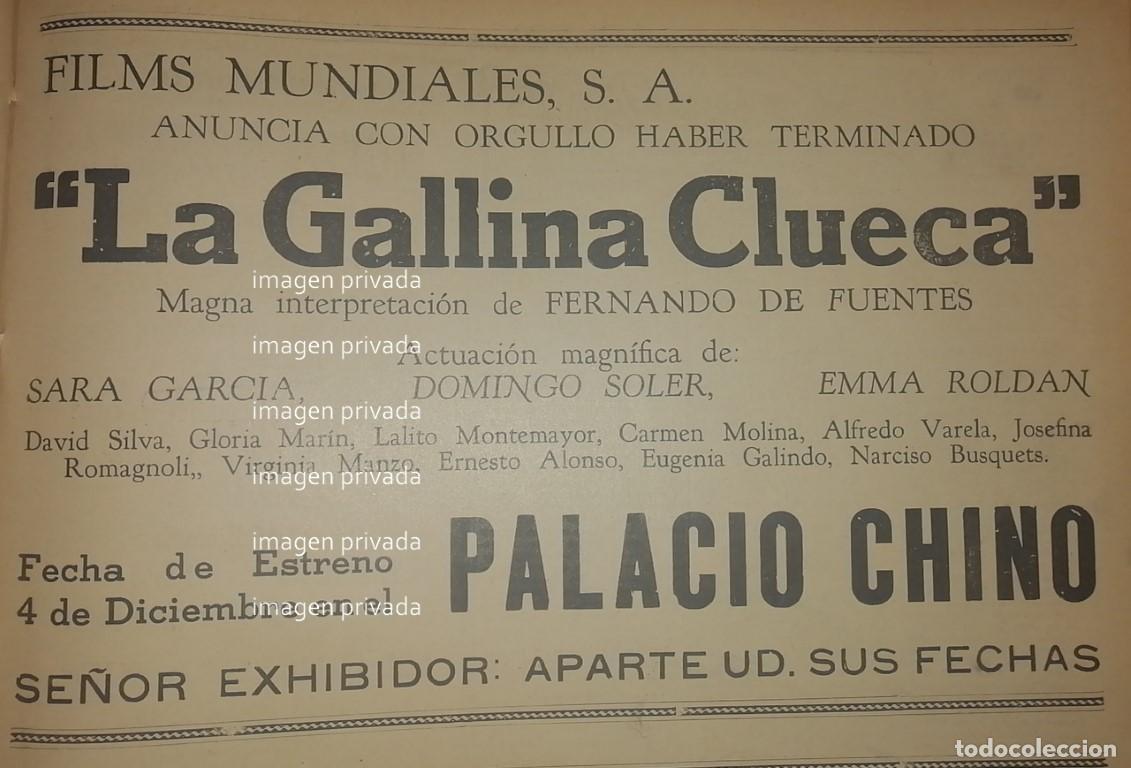 FILMS MUNDIALES, S. A.
ANUNCIA CON ORGULLO HABER TERMINADO
“La Gallina Clueca”
imagen privada
Magna interpretación de FERNANDO DE FUENTES
imagen privada
Actuación magnífica de:
SARA GARCIA, DOMINGO SOLER, EMMA ROLDAN
imagen privada
David Silva, Gloria Marín, Lalito Montemayor, Carmen Molina, Alfredo Varela, Josefina
Romagnoli,, Virginia Manzo, Ernesto Alonso, Eugenia Galindo, Narciso Busquets.
imagen privada
imagen privada
Fecha de Estreno
4 de Diciembre en el
imagen privada
PALACIO CHINO
SEÑOR EXHIBIDOR: APARTE UD. SUS FECHAS
todocoleccion